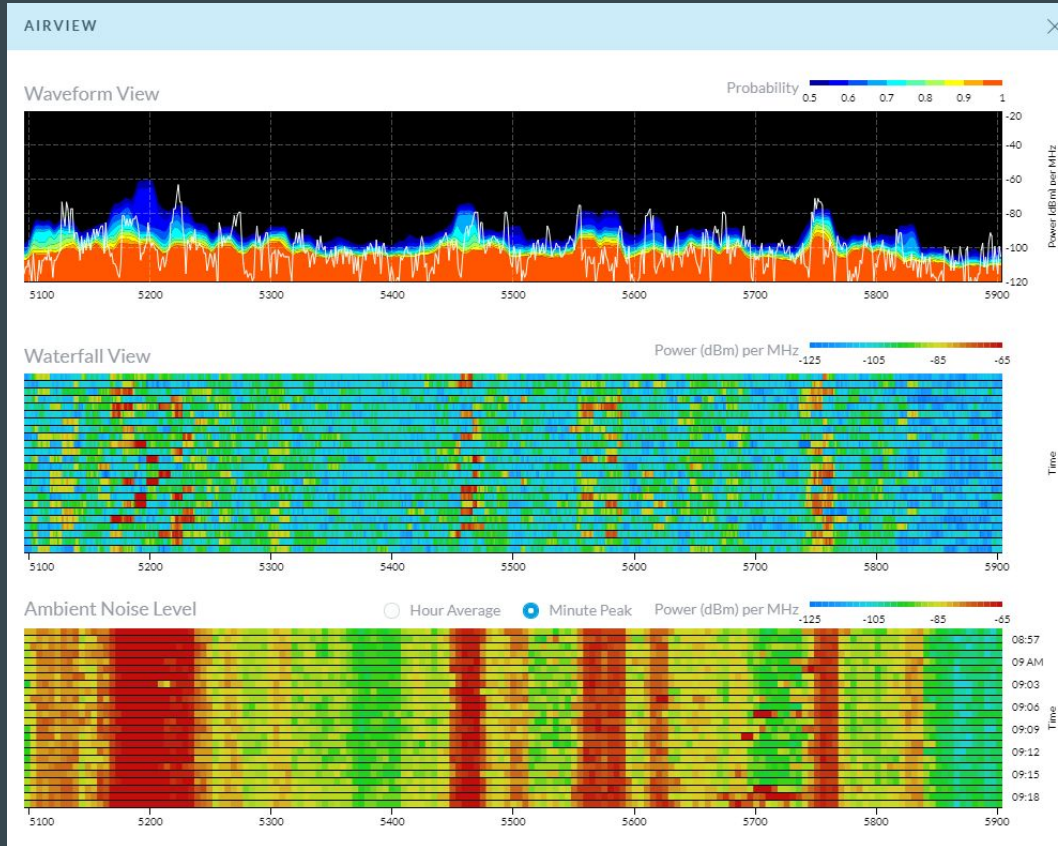 AIRVIEW
Waveform View
Probability
0.5 0.6 0.7 0.8 0.9 1
-20
-40
-60
-80
-100
-120
Power (dBm) per MHz
5100 5200 5300 5400 5500 5600 5700 5800 5900
Waterfall View
Power (dBm) per MHz
-125 -105 -85 -65
Time
5100 5200 5300 5400 5500 5600 5700 5800 5900
Ambient Noise Level
Hour Average
Minute Peak
Power (dBm) per MHz
-125 -105 -85 -65
08:57
09 AM
09:03
09:06
09:09
09:12
09:15
09:18
Time
5100 5200 5300 5400 5500 5600 5700 5800 5900